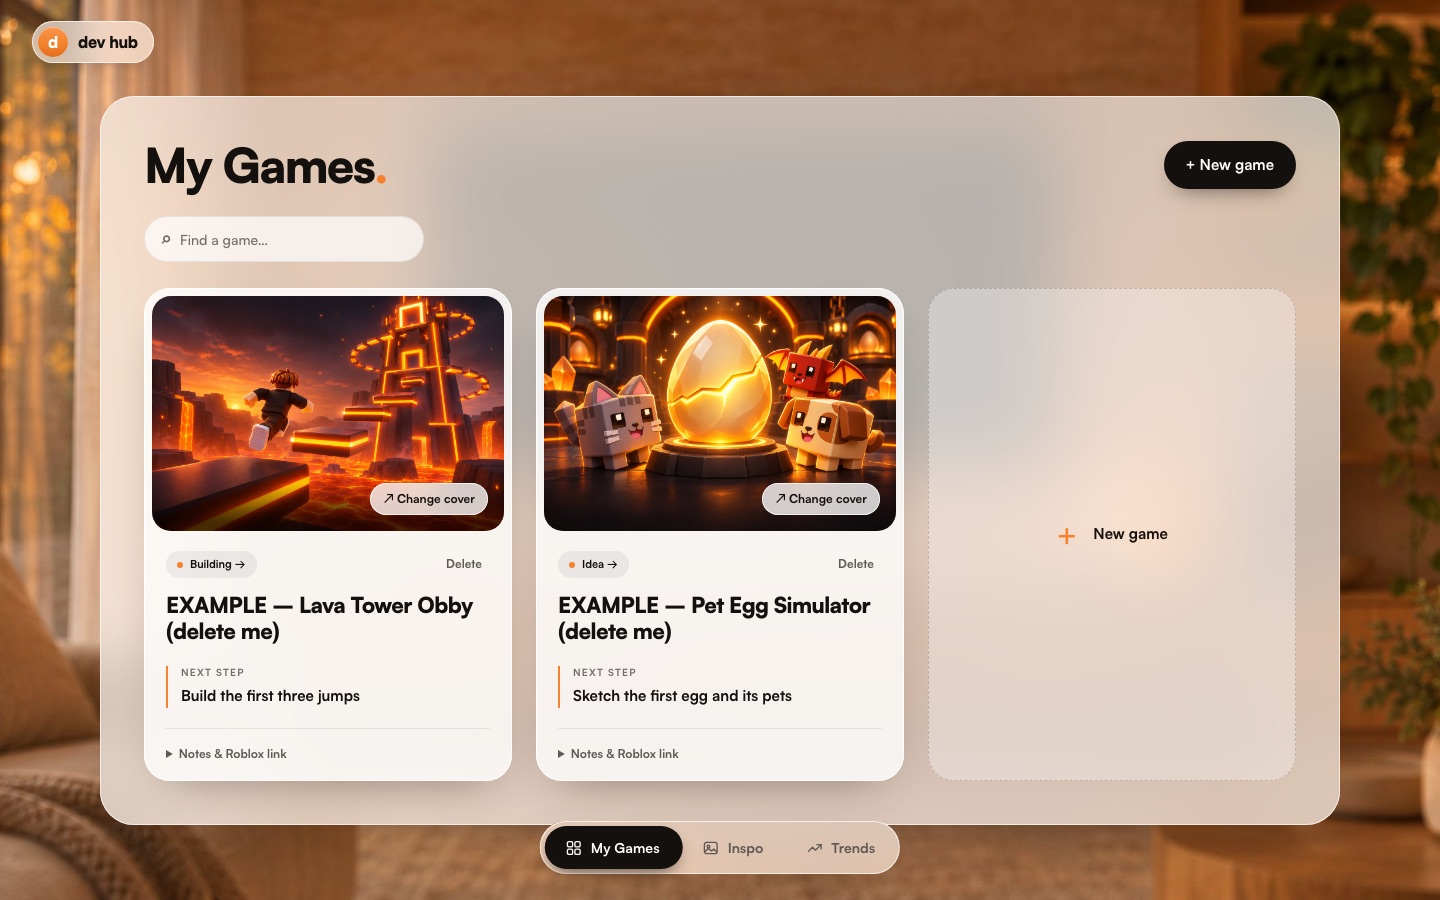 d dev hub
My Games.
+ New game
Find a game...
↗ Change cover
↗ Change cover
Building →
Delete
Idea →
Delete
+ New game
EXAMPLE — Lava Tower Obby
(delete me)
EXAMPLE — Pet Egg Simulator
(delete me)
NEXT STEP
Build the first three jumps
NEXT STEP
Sketch the first egg and its pets
Notes & Roblox link
Notes & Roblox link
My Games
Inspo
Trends